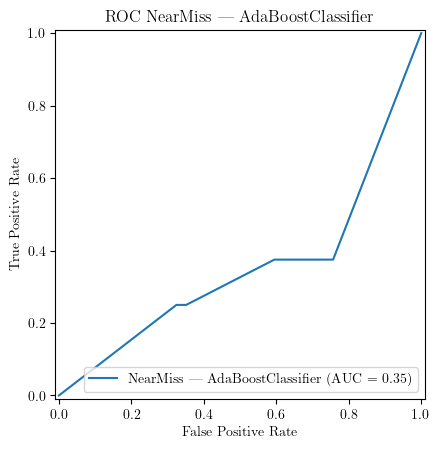 ROC NearMiss — AdaBoostClassifier
1.0
0.8
0.6
0.4
0.2
0.0
True Positive Rate
NearMiss — AdaBoostClassifier (AUC = 0.35)
0.0 0.2 0.4 0.6 0.8 1.0
False Positive Rate